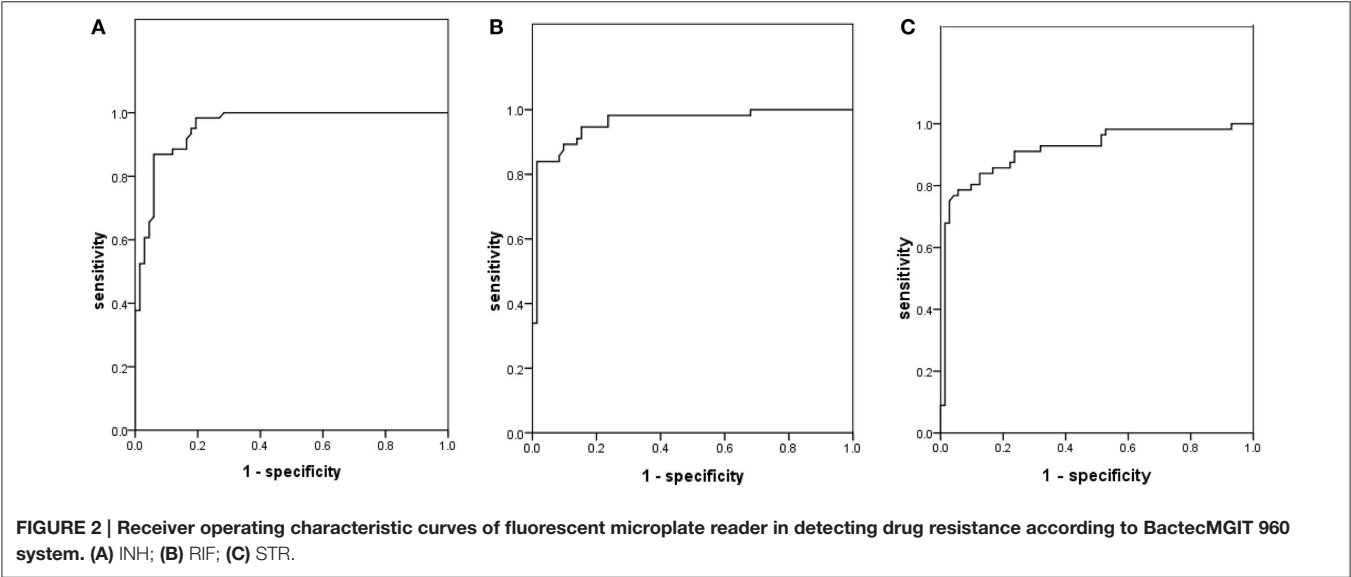 A
1.0
0.8
0.6
0.4
0.2
0.0
sensitivity
0.0 0.2 0.4 0.6 0.8 1.0
1 - specificity
B
1.0
0.8
0.6
0.4
0.2
0.0
sensitivity
0.0 0.2 0.4 0.6 0.8 1.0
1 - specificity
C
1.0
0.8
0.6
0.4
0.2
0.0
sensitivity
0.0 0.2 0.4 0.6 0.8 1.0
1 - specificity
FIGURE 2 | Receiver operating characteristic curves of fluorescent microplate reader in detecting drug resistance according to BactecMGIT 960
system. (A) INH; (B) RIF; (C) STR.